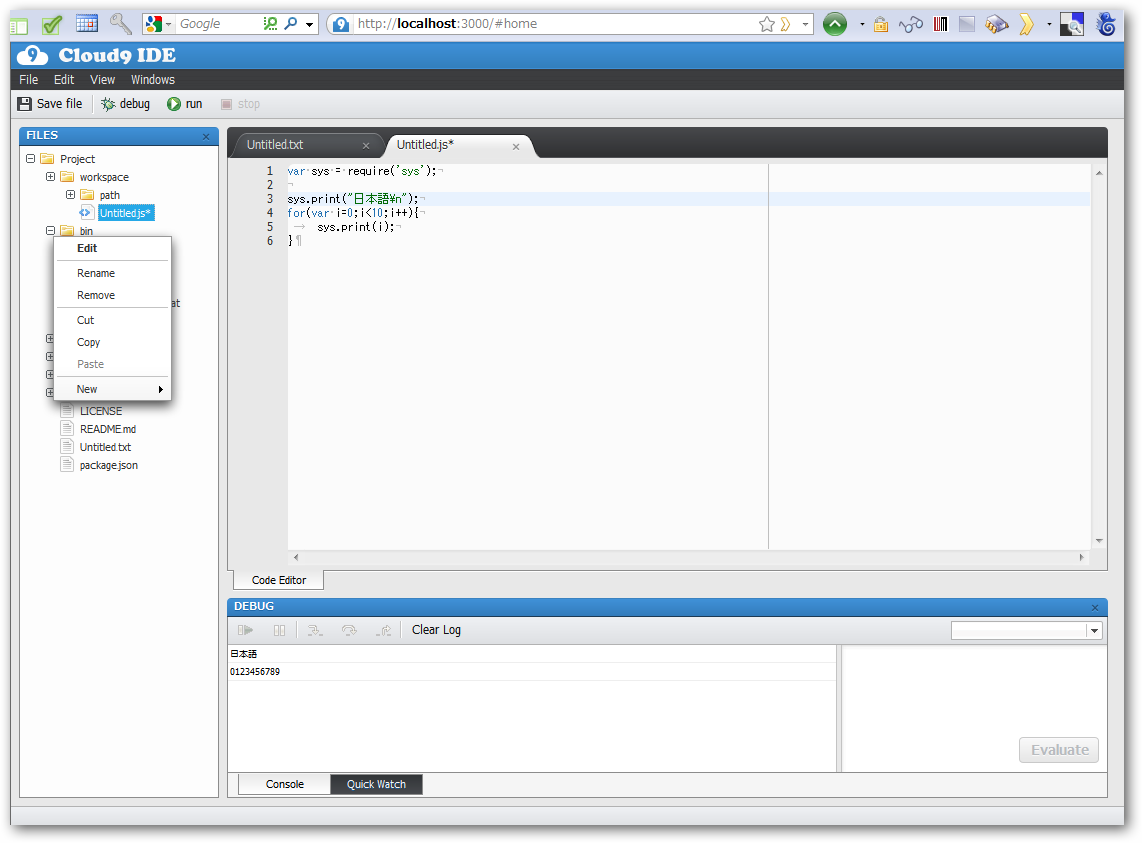 Google
http://localhost:3000/#home
9 Cloud9 IDE
File Edit View Windows
Save file debug run stop
FILES
Project
workspace
path
Untitled.js*
bin
Edit
Rename
Remove
at
Cut
Copy
Paste
New
LICENSE
README.md
Untitled.txt
package.json
Untitled.txt Untitled.js*
1 var sys = require('sys');
2
3 sys.print("日本語¥n");
4 for(var i=0;i<10;i++){
5 sys.print(i);
6 }
Code Editor
DEBUG
Clear Log
日本語
0123456789
Evaluate
Console Quick Watch